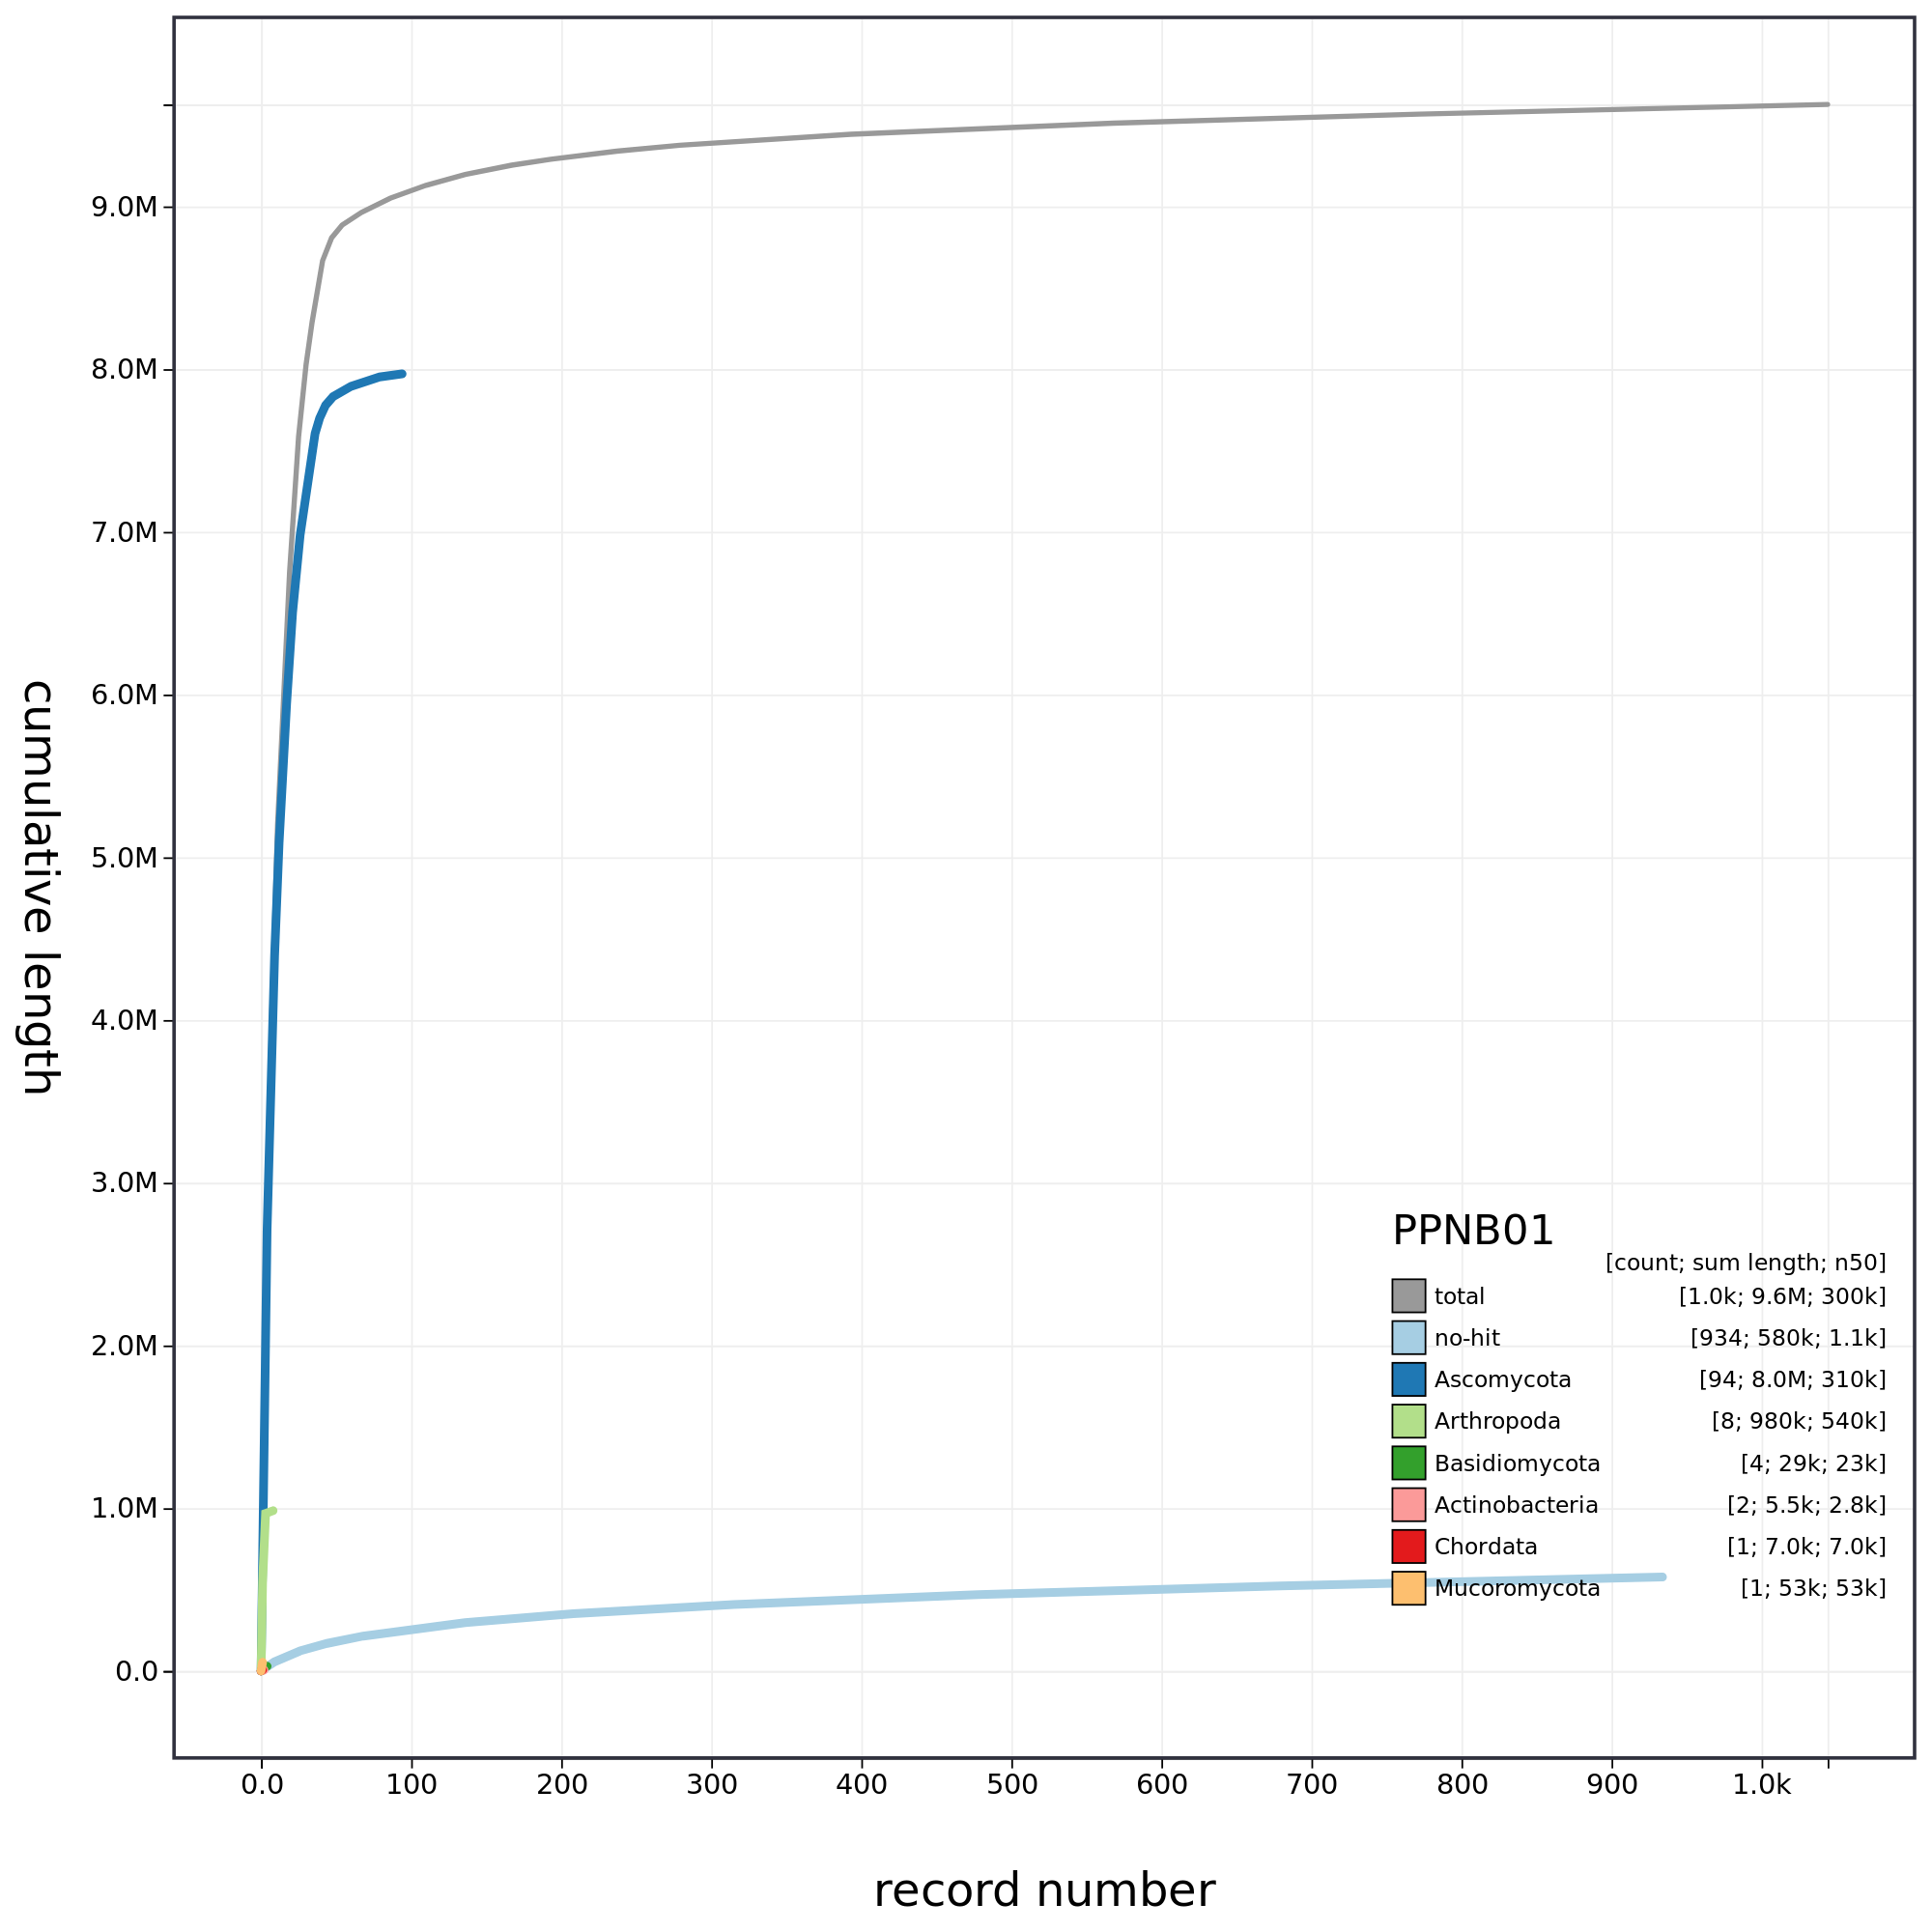 9.0M
8.0M
7.0M
6.0M
5.0M
4.0M
3.0M
2.0M
1.0M
0.0
cumulative length
PPNB01
[count; sum length; n50]
total [1.0k; 9.6M; 300k]
no-hit [934; 580k; 1.1k]
Ascomycota [94; 8.0M; 310k]
Arthropoda [8; 980k; 540k]
Basidiomycota [4; 29k; 23k]
Actinobacteria [2; 5.5k; 2.8k]
Chordata [1; 7.0k; 7.0k]
Mucoromycota [1; 53k; 53k]
0.0 100 200 300 400 500 600 700 800 900 1.0k
record number